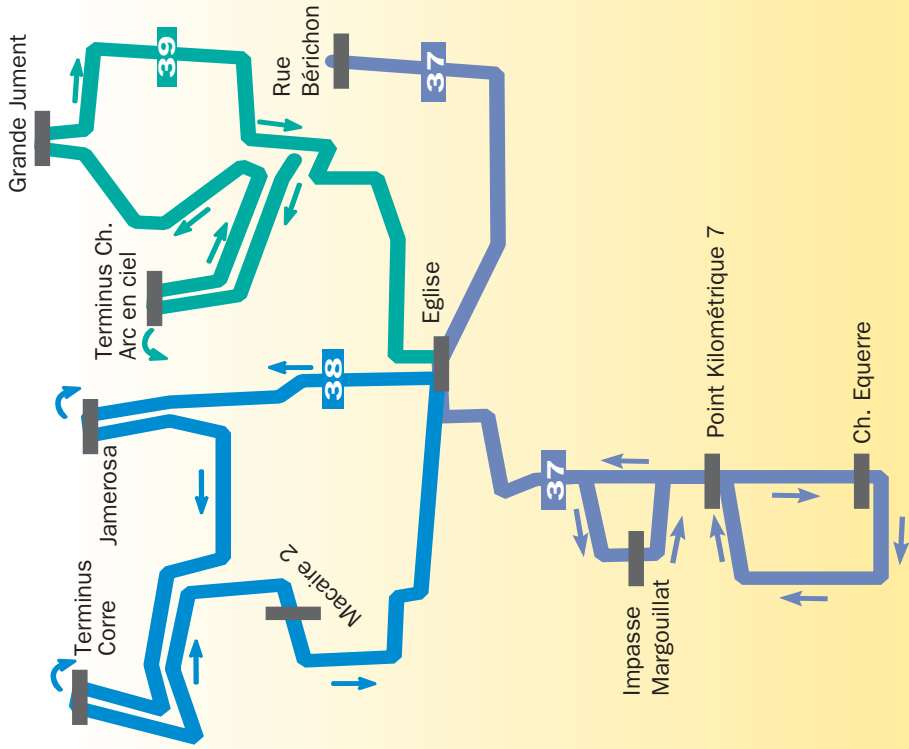 Grande Jument
39
Rue
Bérichon
37
Terminus Ch.
Arc en ciel
Eglise
38
Jamerosa
Terminus
Corre
Macaire 2
37
Point Kilométrique 7
Ch. Equerre
Impasse
Margouillat